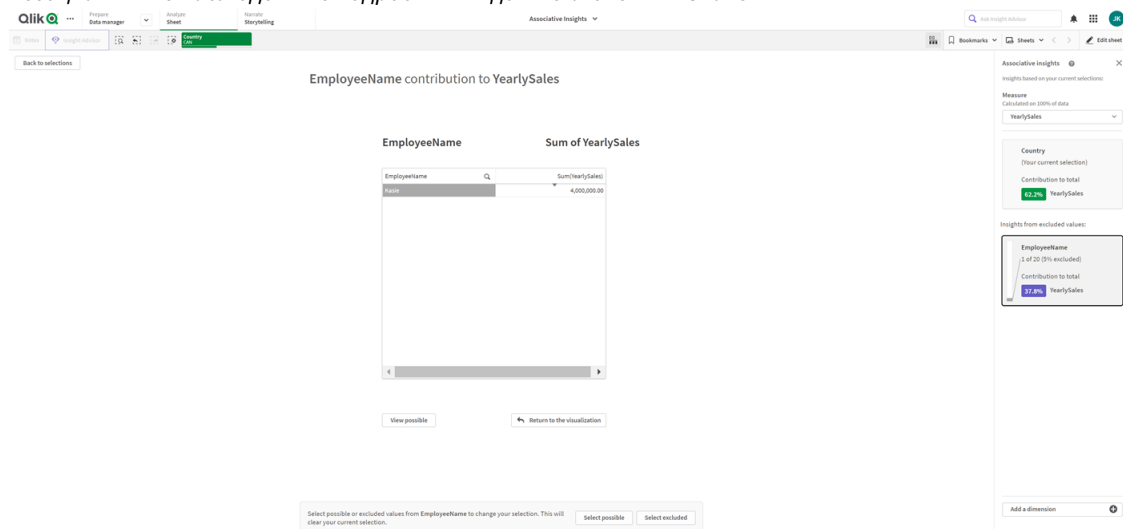 Qlik
Prepare
Data manager
Analyze
Sheet
Narrate
Storytelling
Associative Insights
Ask Insight Advisor
JK
Notes
Insight Advisor
Country
CAN
Bookmarks
Sheets
Edit sheet
Back to selections
EmployeeName contribution to YearlySales
EmployeeName
Sum of YearlySales
EmployeeName
Sum(YearlySales)
Kasie
4,000,000.00
View possible
Return to the visualization
Select possible or excluded values from EmployeeName to change your selection. This will
clear your current selection.
Select possible
Select excluded
Associative insights
Insights based on your current selections:
Measure
Calculated on 100% of data
YearlySales
Country
(Your current selection)
Contribution to total
62.2% YearlySales
Insights from excluded values:
EmployeeName
1 of 20 (5% excluded)
Contribution to total
37.8% YearlySales
Add a dimension